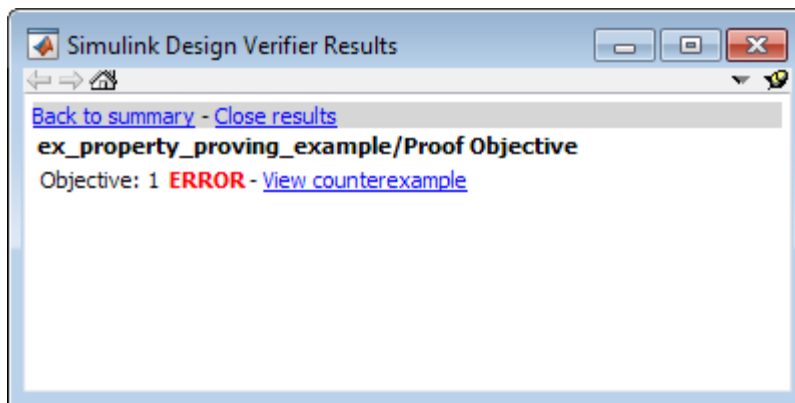 Simulink Design Verifier Results
Back to summary - Close results
ex_property_proving_example/Proof Objective
Objective: 1 ERROR - View counterexample